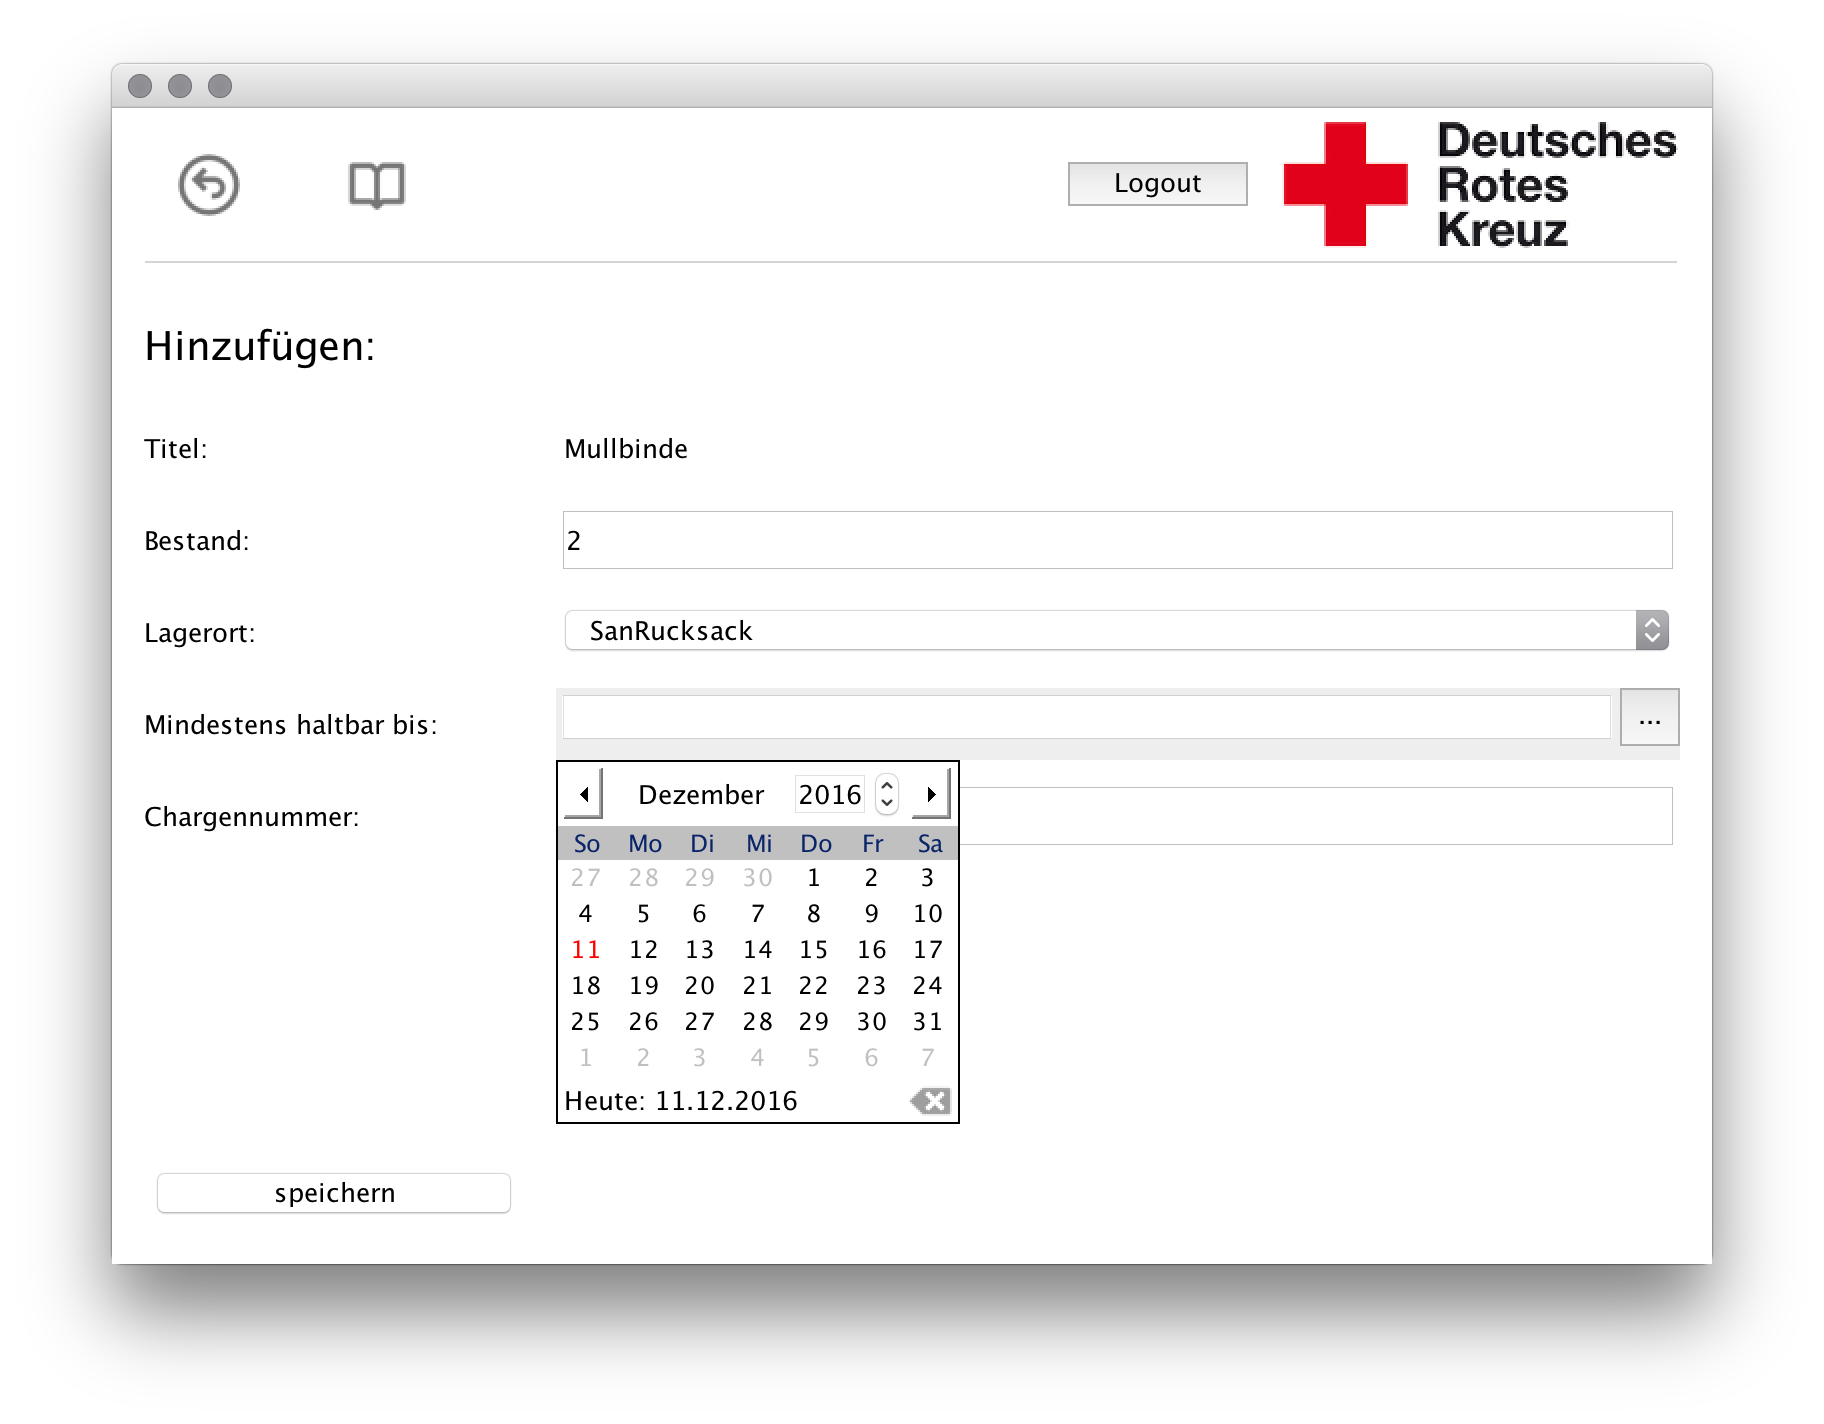 Logout
Deutsches
Rotes
Kreuz
Hinzufügen:
Titel: Mullbinde
Bestand: 2
Lagerort: SanRucksack
Mindestens haltbar bis: ...
Chargennummer:
Dezember 2016
So Mo Di Mi Do Fr Sa
27 28 29 30 1 2 3
4 5 6 7 8 9 10
11 12 13 14 15 16 17
18 19 20 21 22 23 24
25 26 27 28 29 30 31
1 2 3 4 5 6 7
Heute: 11.12.2016
speichern